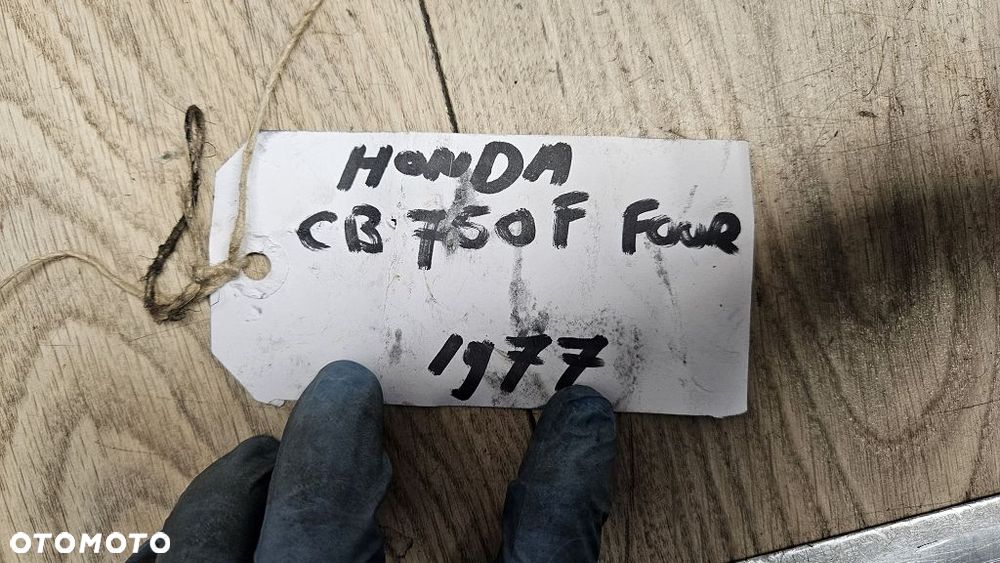 HONDA
CB 750F FOUR
1977
OTOMOTO